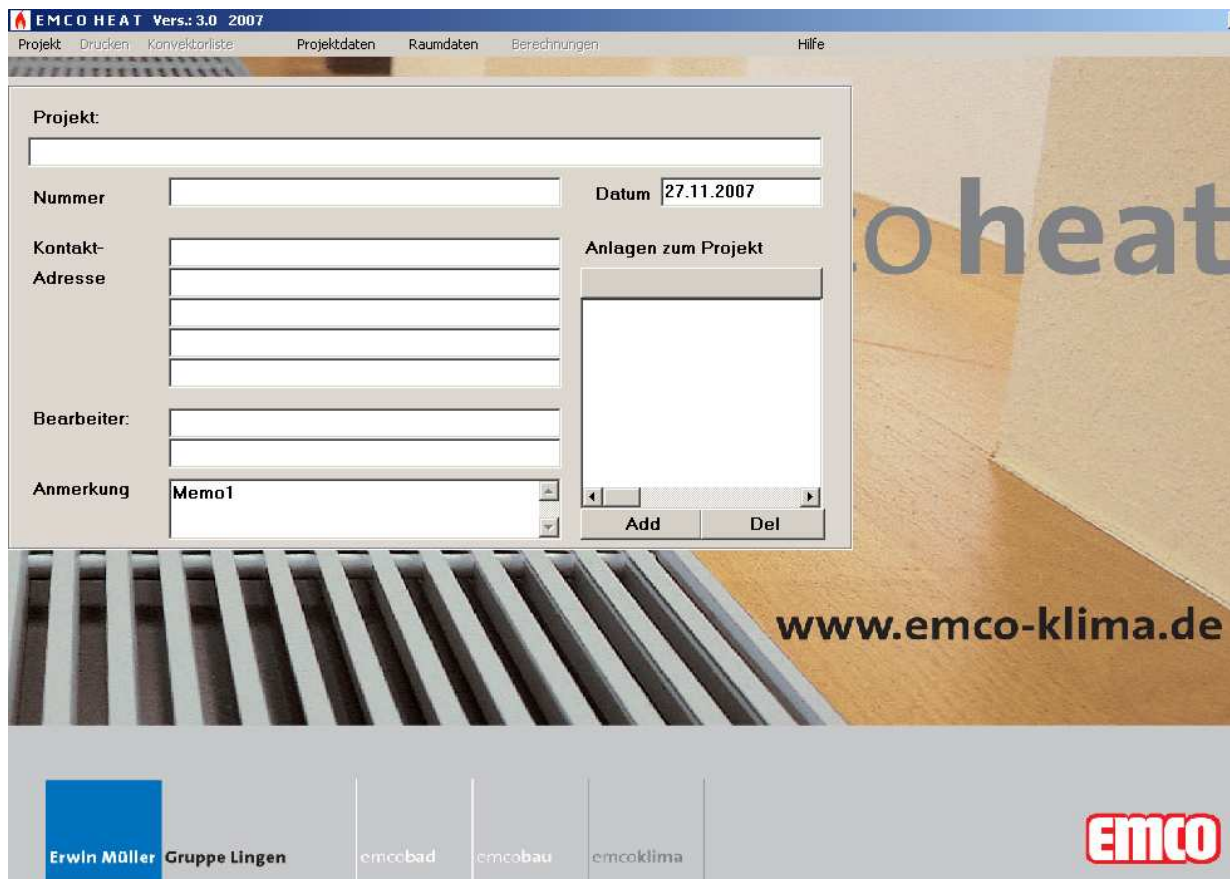 EMCO HEAT Vers.: 3.0 2007
Projekt Drucken Konvektorliste Projektdaten Raumdaten Berechnungen Hilfe
Projekt:
Nummer
Datum 27.11.2007
Kontakt-
Adresse
Anlagen zum Projekt
Bearbeiter:
Anmerkung
Memo1
Add Del
heat
www.emco-klima.de
Erwin Müller Gruppe Lingen
emcobad
emcobau
emcoklima
emco